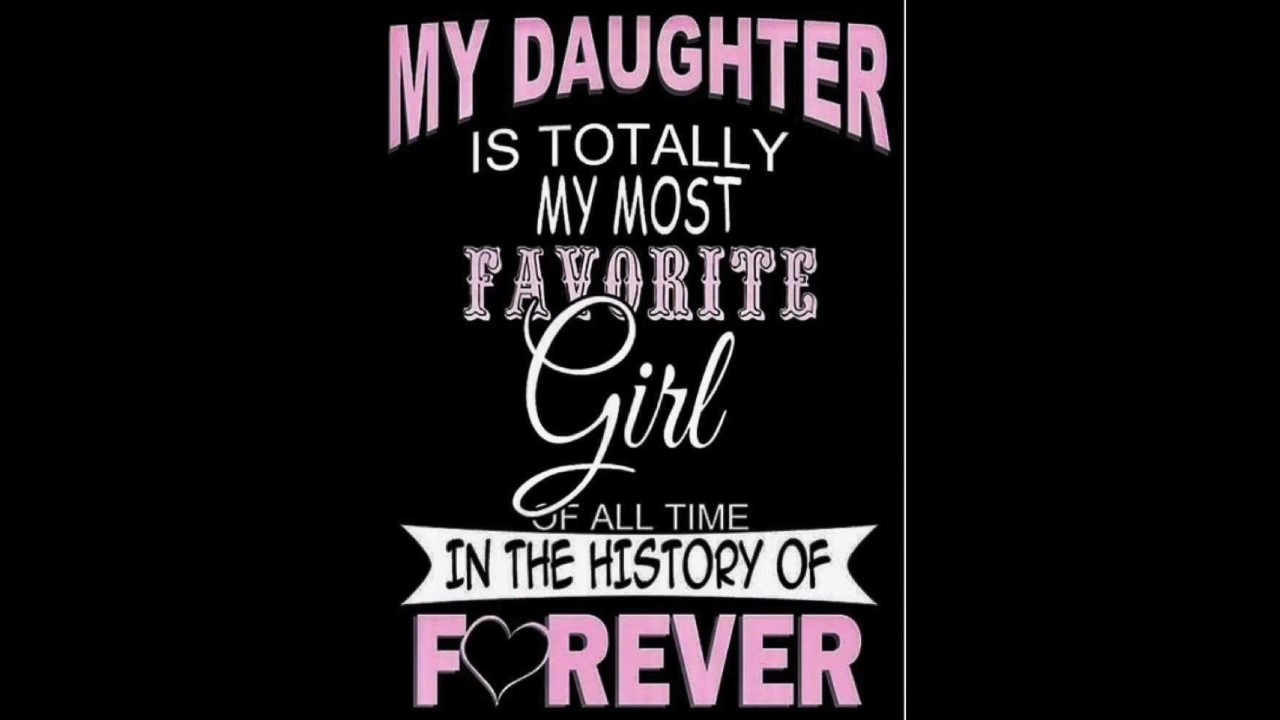 MY DAUGHTER
IS TOTALLY
MY MOST
FAVORITE
Girl
OF ALL TIME
IN THE HISTORY OF
FOREVER